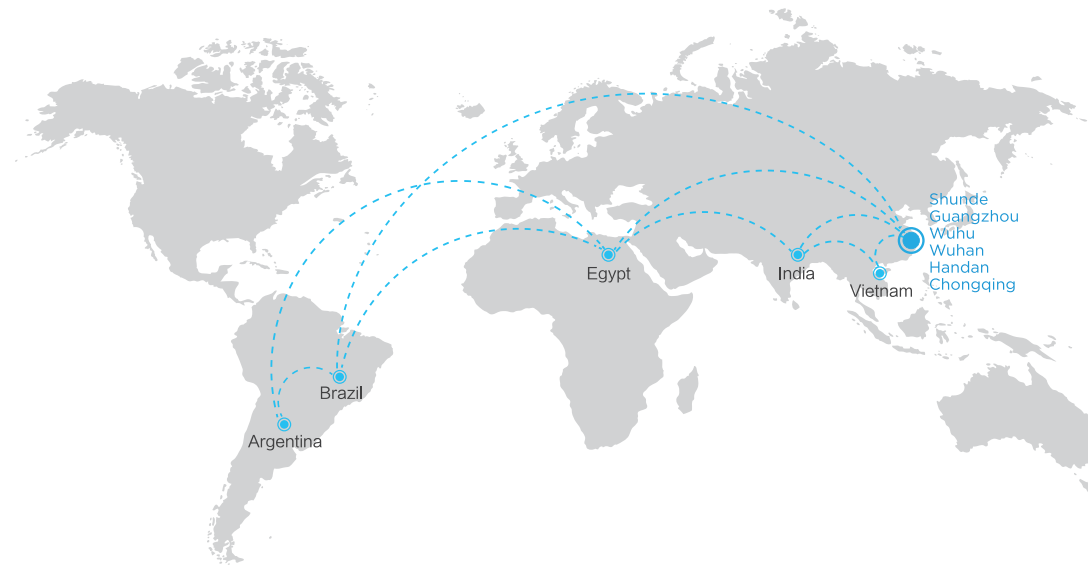 Shunde
Guangzhou
Wuhu
Wuhan
Handan
Chongqing
Egypt
India
Vietnam
Brazil
Argentina